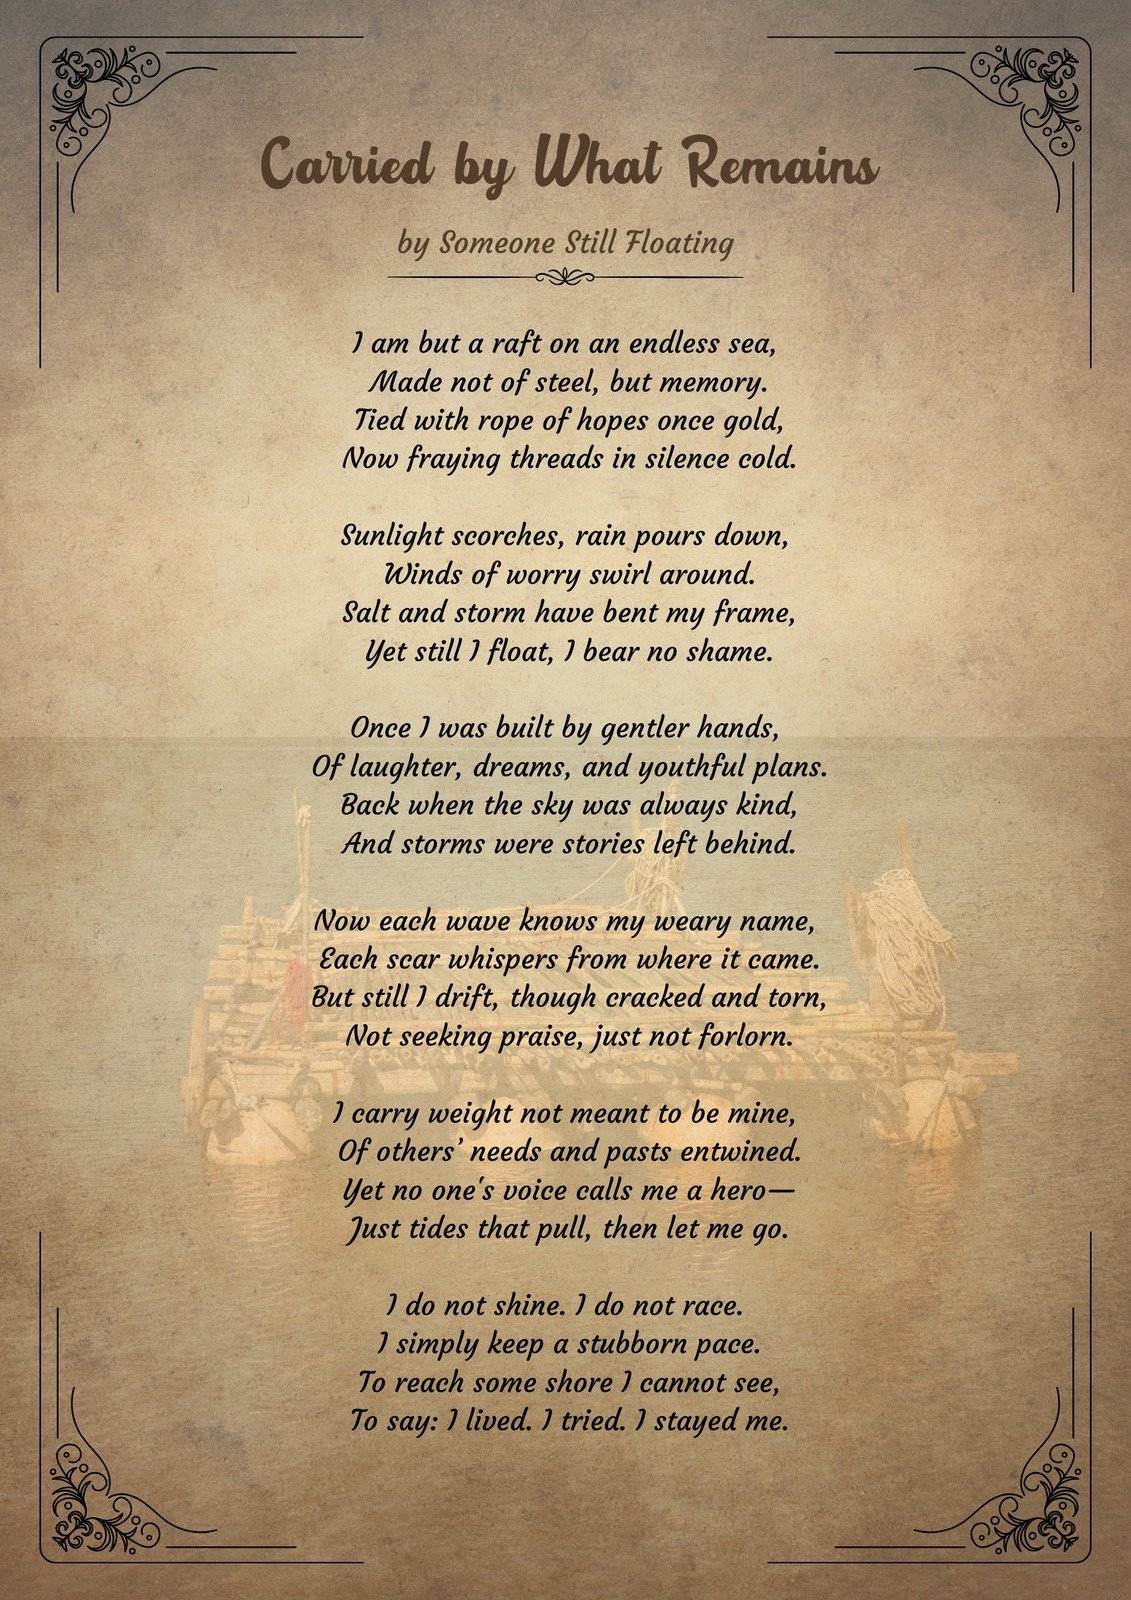 Carried by What Remains
by Someone Still Floating
I am but a raft on an endless sea,
Made not of steel, but memory.
Tied with rope of hopes once gold,
Now fraying threads in silence cold.
Sunlight scorches, rain pours down,
Winds of worry swirl around.
Salt and storm have bent my frame,
Yet still I float, I bear no shame.
Once I was built by gentler hands,
Of laughter, dreams, and youthful plans.
Back when the sky was always kind,
And storms were stories left behind.
Now each wave knows my weary name,
Each scar whispers from where it came.
But still I drift, though cracked and torn,
Not seeking praise, just not forlorn.
I carry weight not meant to be mine,
Of others’ needs and pasts entwined.
Yet no one's voice calls me a hero—
Just tides that pull, then let me go.
I do not shine. I do not race.
I simply keep a stubborn pace.
To reach some shore I cannot see,
To say: I lived. I tried. I stayed me.